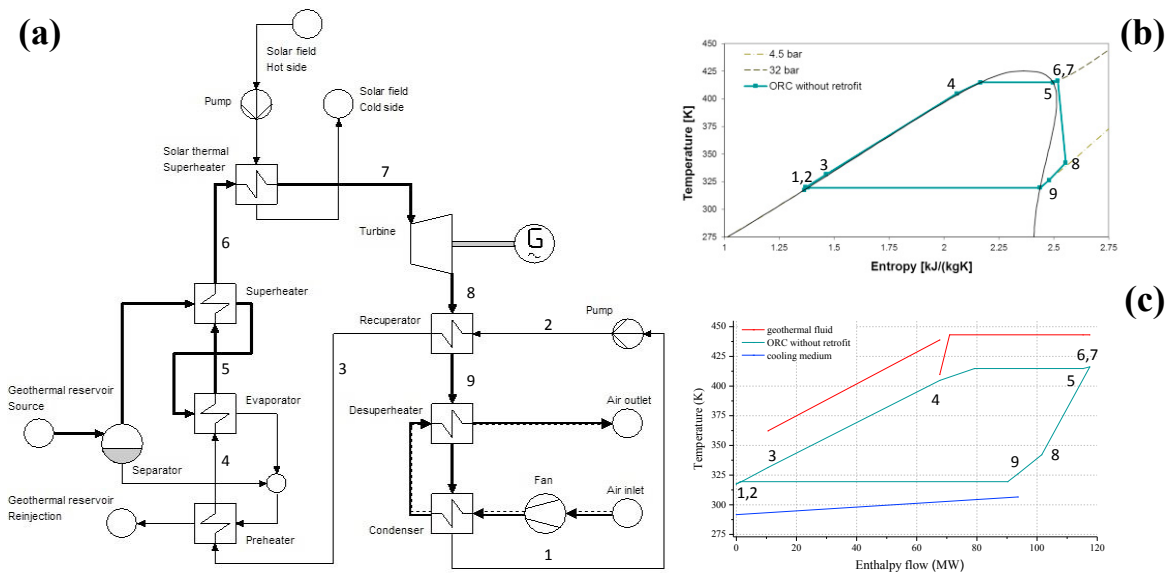 (a)
Solar field
Hot side
Pump
Solar field
Cold side
Solar thermal
Superheater
7
Turbine
G
~
6
8
Superheater
Recuperator
2
Pump
3
5
9
Geothermal reservoir
Source
Evaporator
Desuperheater
Air outlet
4
Separator
Fan
Air inlet
Geothermal reservoir
Reinjection
Preheater
Condenser
1
(b)
4.5 bar
32 bar
ORC without retrofit
Temperature [K]
450
425
400
375
350
325
300
275
1
1.25
1.5
1.75
2
2.25
2.5
2.75
Entropy [kJ/(kgK]
1,2
3
4
5
6,7
8
9
(c)
geothermal fluid
ORC without retrofit
cooling medium
Temperature (K)
450
425
400
375
350
325
300
275
0
20
40
60
80
100
120
Enthalpy flow (MW)
1,2
3
4
5
6,7
8
9